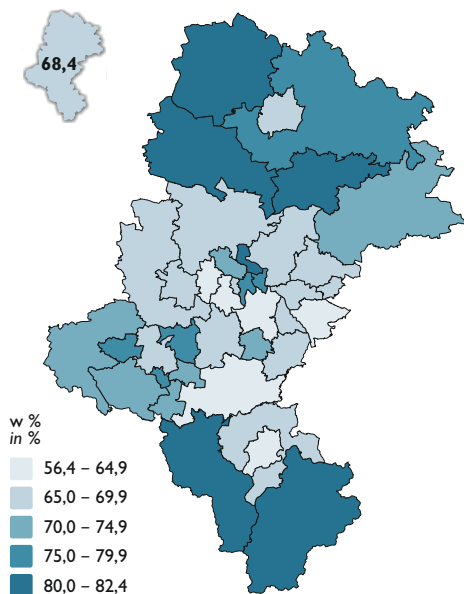 68,4
w %
in %
56,4 – 64,9
65,0 – 69,9
70,0 – 74,9
75,0 – 79,9
80,0 – 82,4